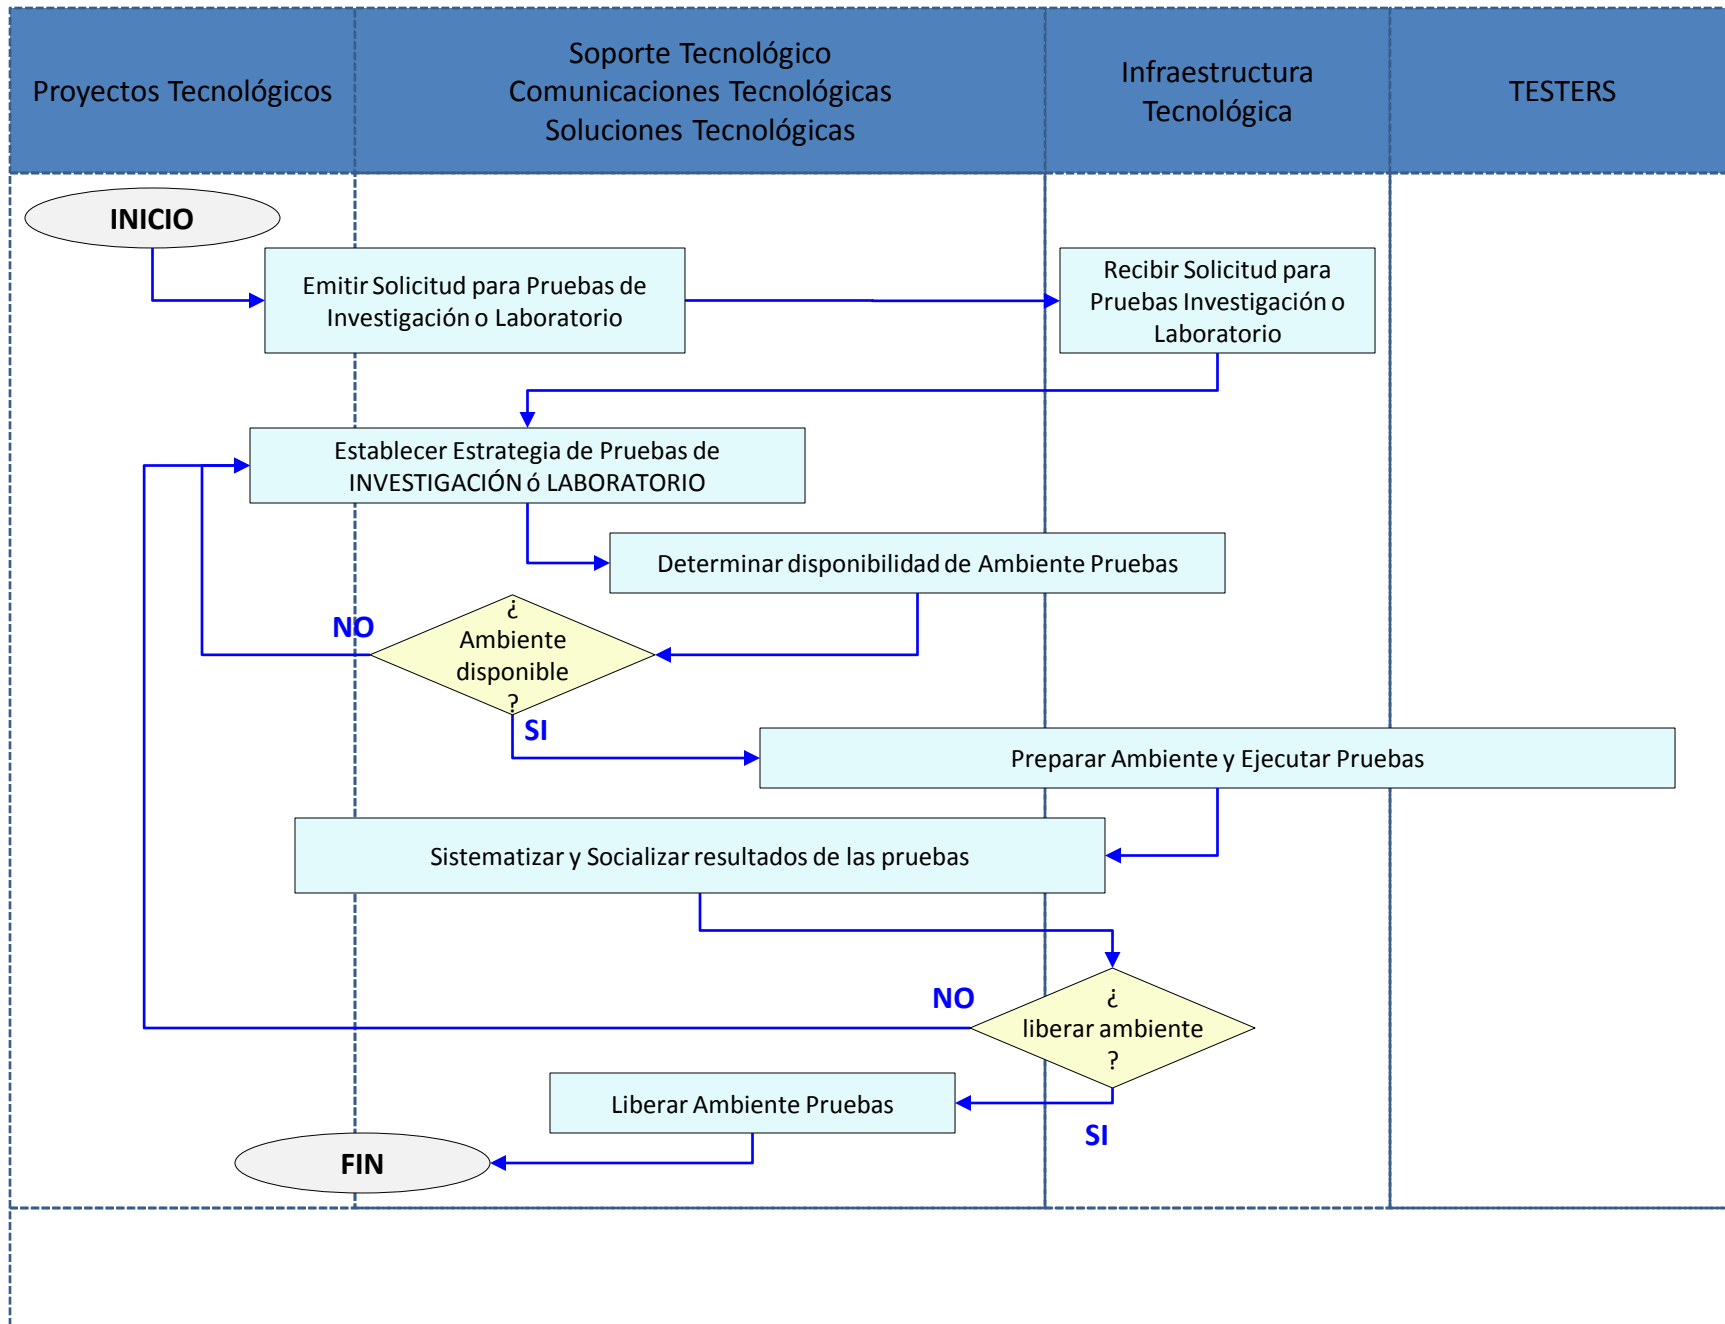 Proyectos Tecnológicos
Soporte Tecnológico
Comunicaciones Tecnológicas
Soluciones Tecnológicas
Infraestructura
Tecnológica
TESTERS
INICIO
Emitir Solicitud para Pruebas de
Investigación o Laboratorio
Recibir Solicitud para
Pruebas Investigación o
Laboratorio
Establecer Estrategia de Pruebas de
INVESTIGACIÓN ó LABORATORIO
Determinar disponibilidad de Ambiente Pruebas
NO
¿
Ambiente
disponible
?
SI
Preparar Ambiente y Ejecutar Pruebas
Sistematizar y Socializar resultados de las pruebas
NO
¿
liberar ambiente
?
Liberar Ambiente Pruebas
SI
FIN